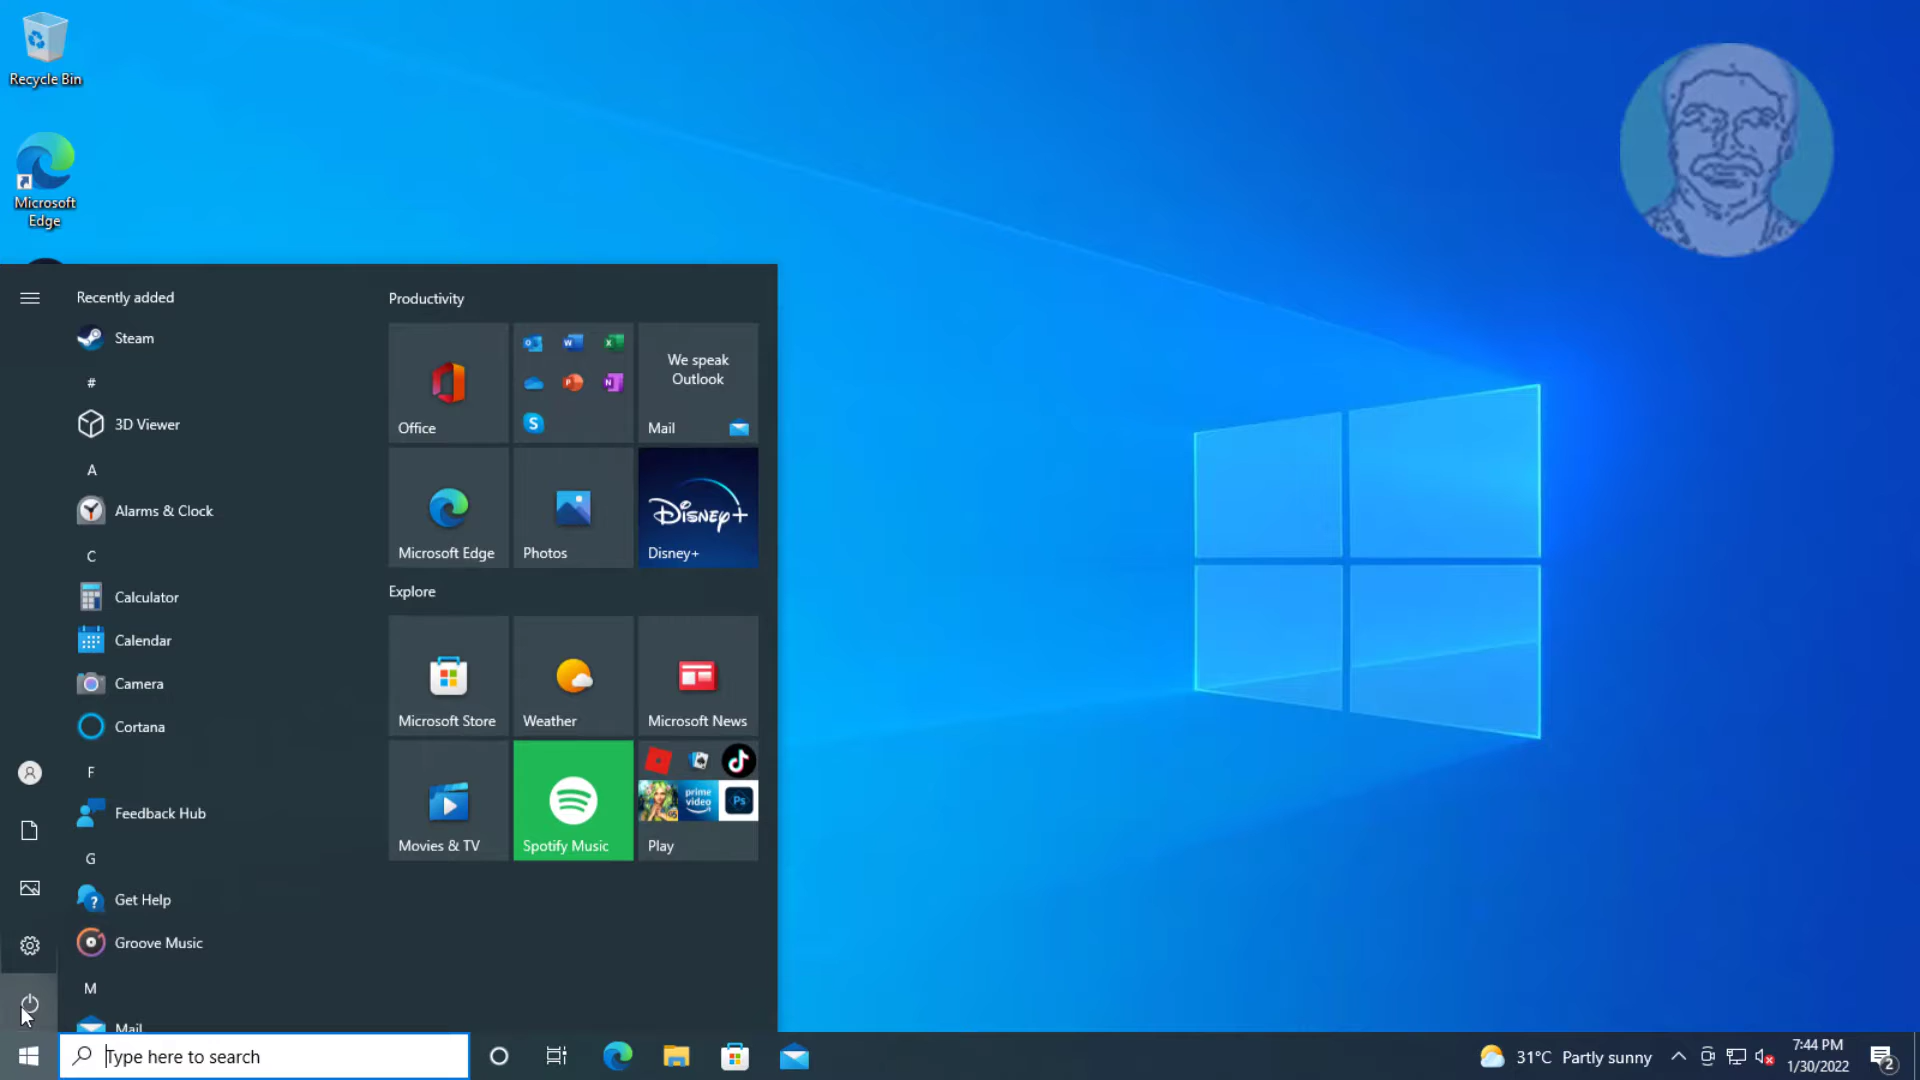 Recycle Bin
Microsoft
Edge
Recently added
Steam
#
3D Viewer
A
Alarms & Clock
C
Calculator
Calendar
Camera
Cortana
F
Feedback Hub
G
Get Help
Groove Music
M
Mail
Productivity
Office
We speak
Outlook
Mail
Microsoft Edge
Photos
Disney+
Disney+
Explore
Microsoft Store
Weather
Microsoft News
Movies & TV
Spotify Music
prime
video
Ps
Play
Type here to search
31°C Partly sunny
7:44 PM
1/30/2022
2